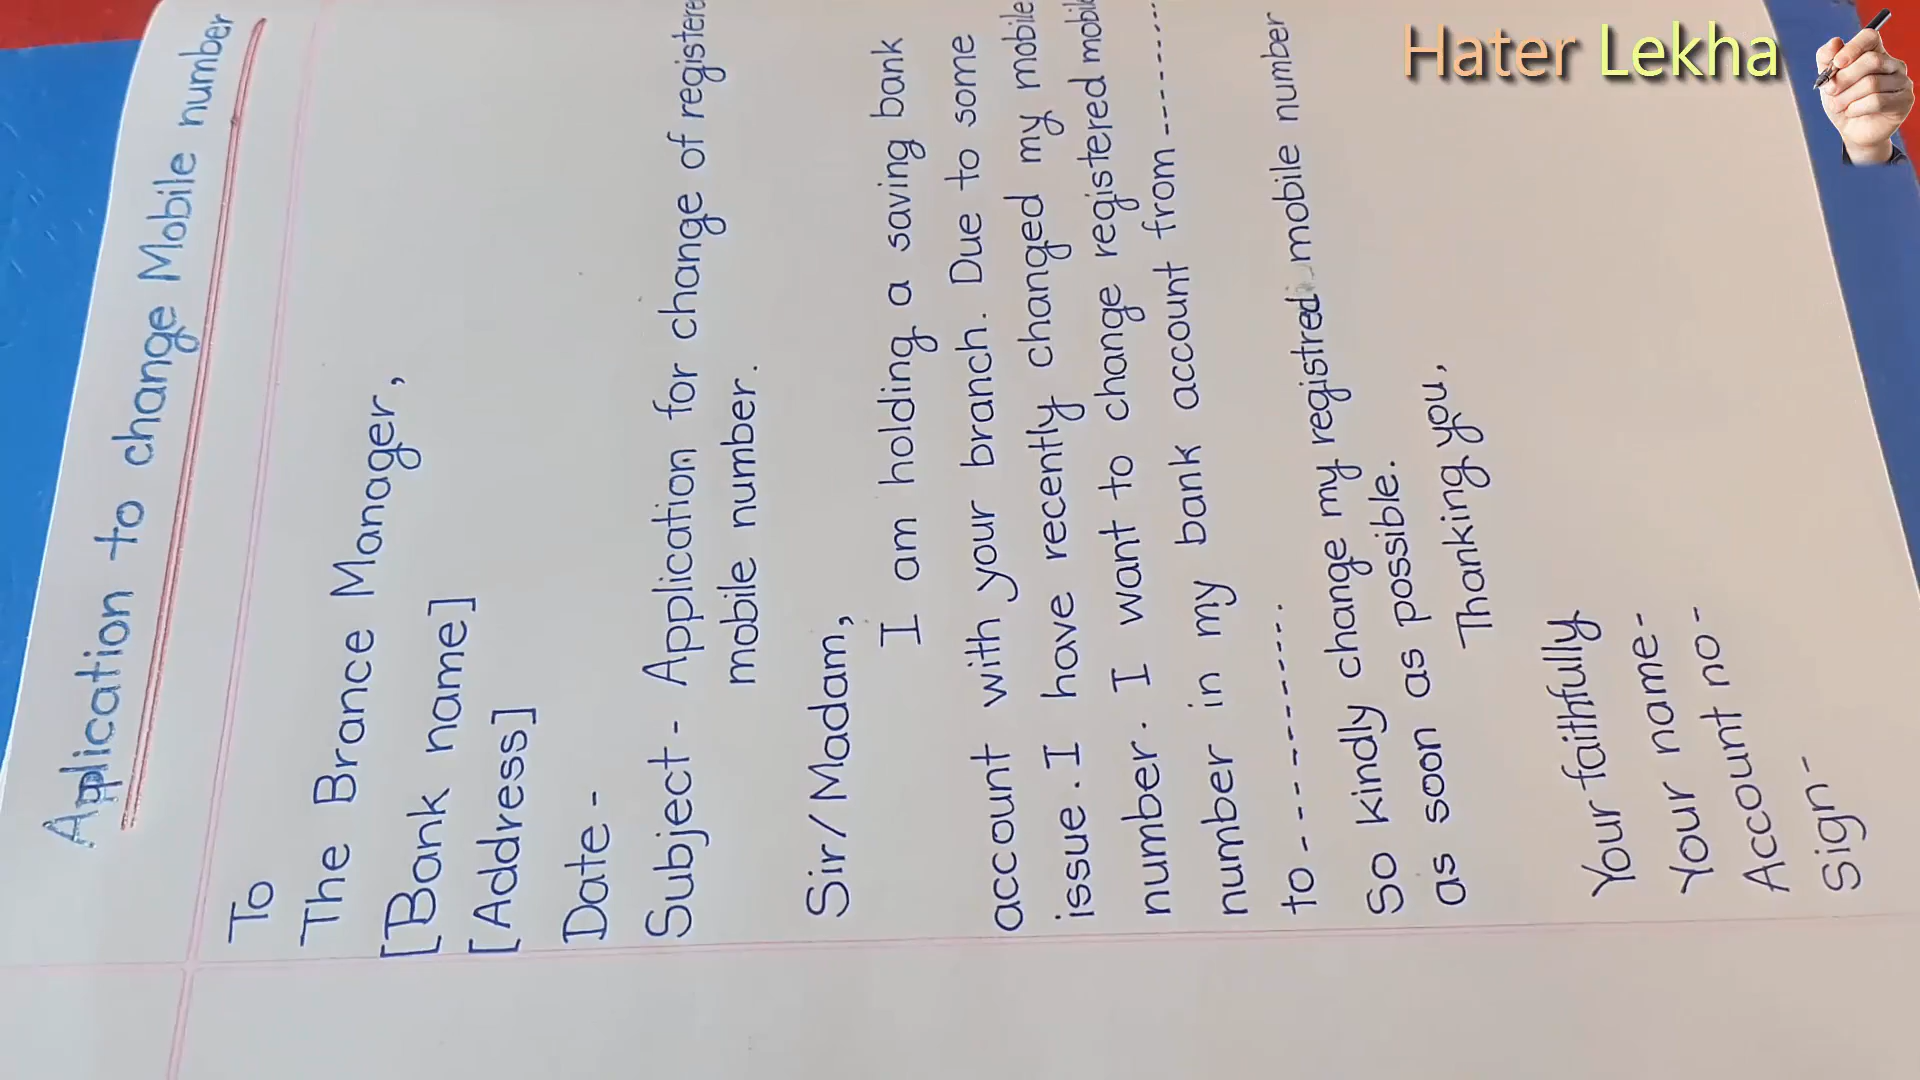 Hater Lekha
Application to change Mobile number
To
The Brance Manager,
[Bank name]
[Address]
Date -
Subject - Application for change of registere
mobile number.
Sir/Madam,
I am holding a saving bank
account with your branch. Due to some
issue. I have recently changed my mobile
number. I want to change registered mobile
number in my bank account from ---------
to ----------.
So kindly change my registred mobile number
as soon as possible.
Thanking you,
Your faithfully
Your name-
Account no-
Sign-